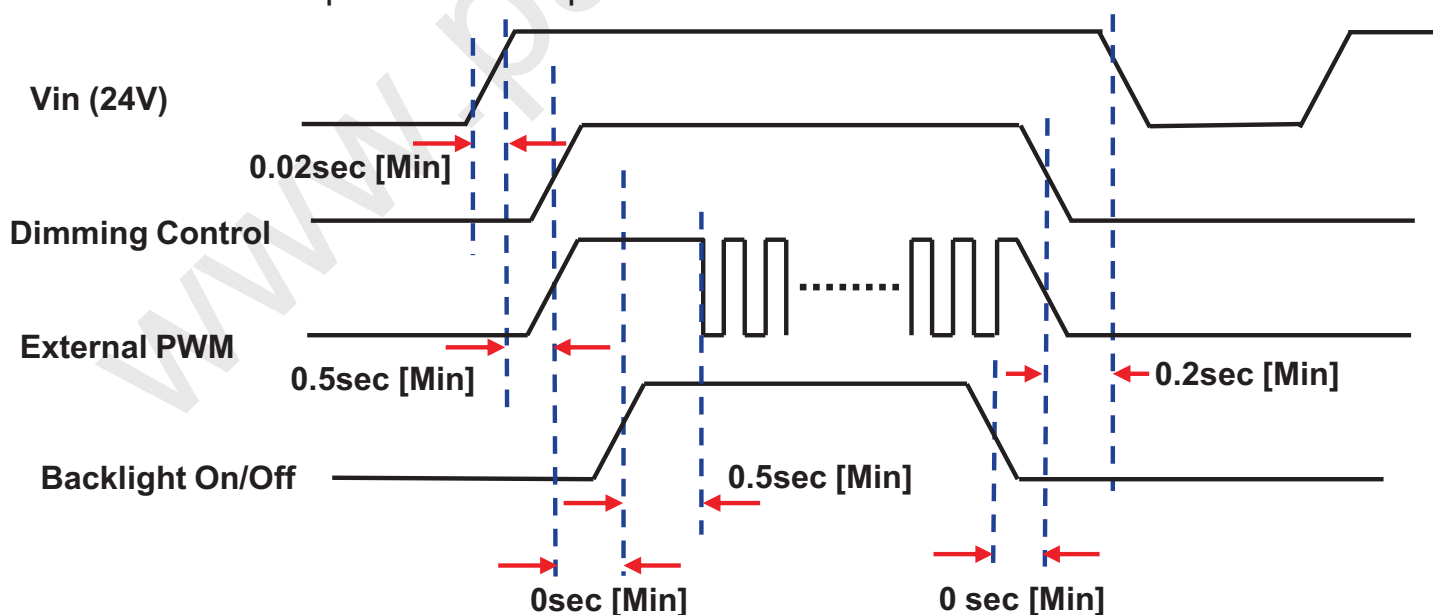 Vin (24V)
0.02sec [Min]
Dimming Control
External PWM
0.5sec [Min]
0.2sec [Min]
Backlight On/Off
0.5sec [Min]
0sec [Min]
0 sec [Min]